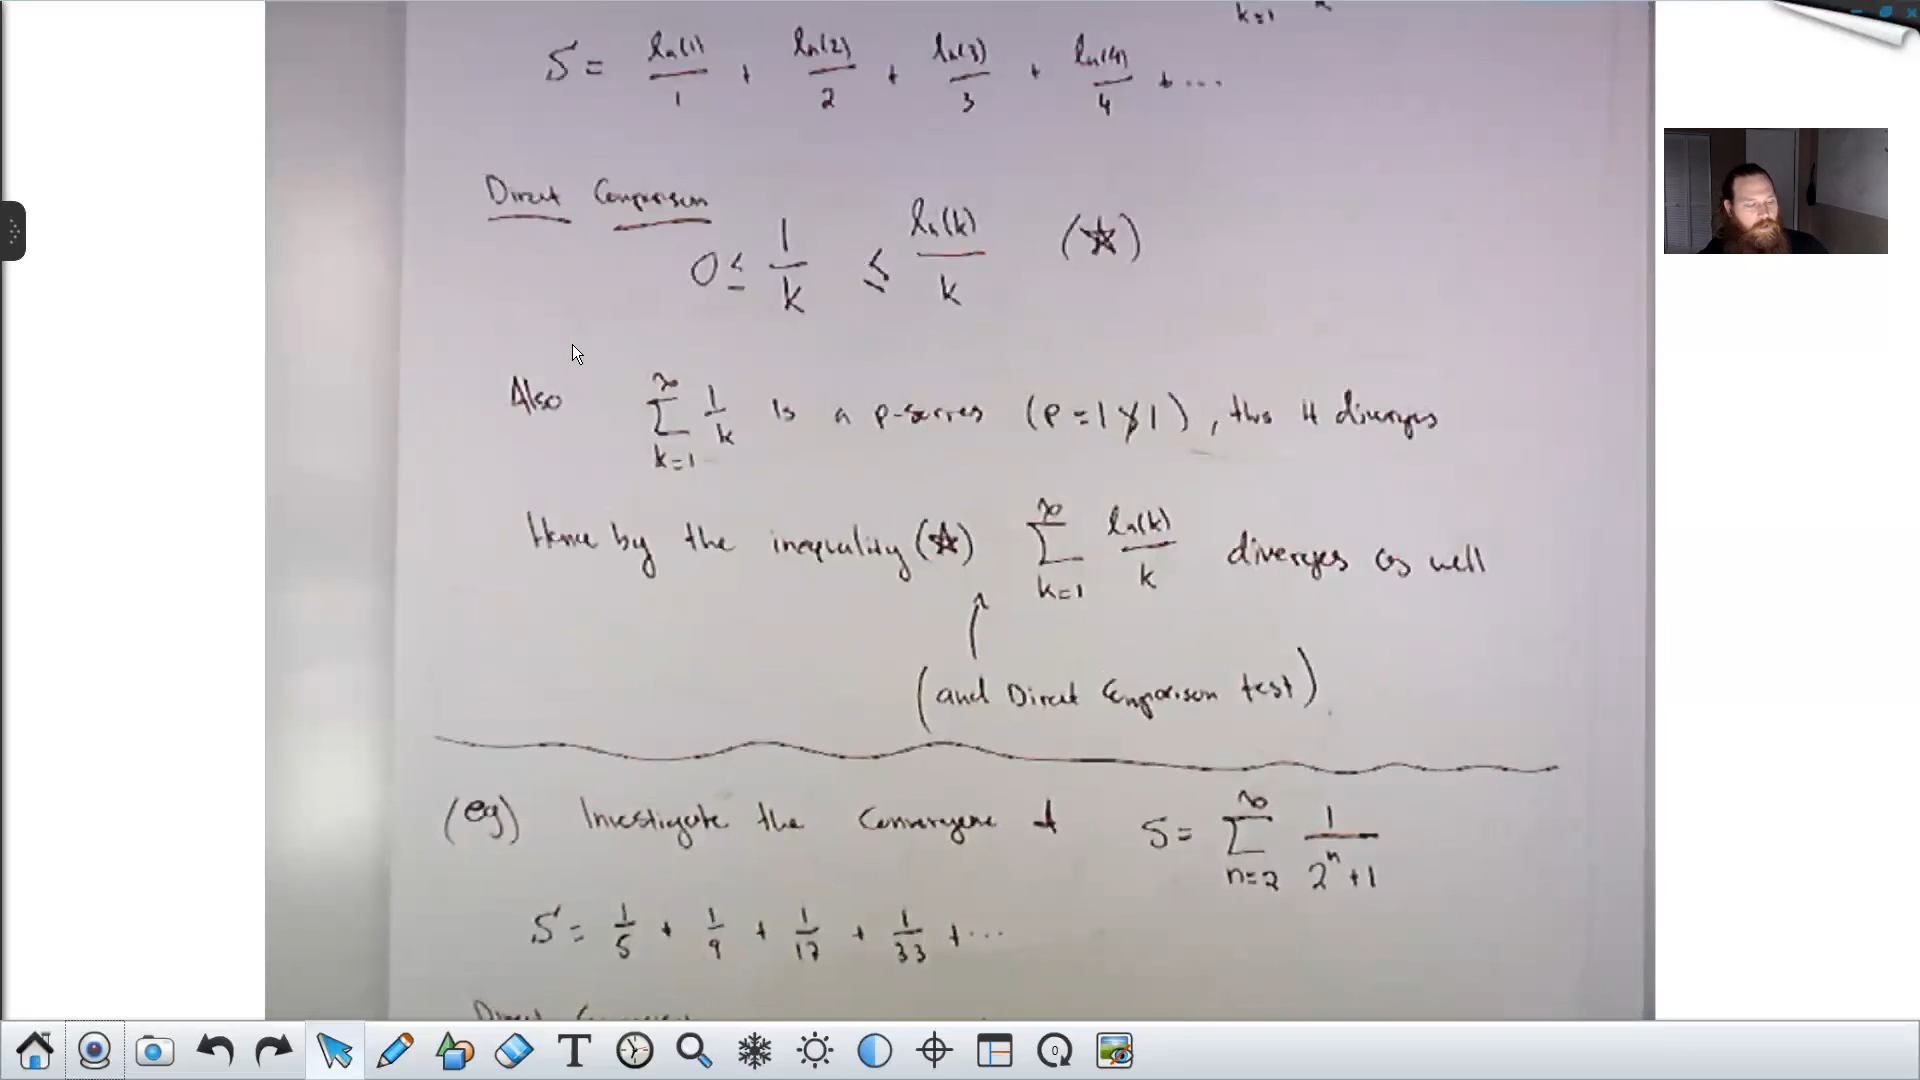 k=1
S = ln(1)/1 + ln(2)/2 + ln(3)/3 + ln(4)/4 + ...
Direct Comparison
0 ≤ 1/k ≤ ln(k)/k (☆)
Also ∑_{k=1}^{∞} 1/k is a p-series (p = 1 ≯ 1), thus it diverges
Hence by the inequality (☆) ∑_{k=1}^{∞} ln(k)/k diverges as well
(and Direct Comparison test)
(eg) Investigate the Convergence of S = ∑_{n=2}^{∞} 1/(2^n + 1)
S = 1/5 + 1/9 + 1/17 + 1/33 + ...
T
0